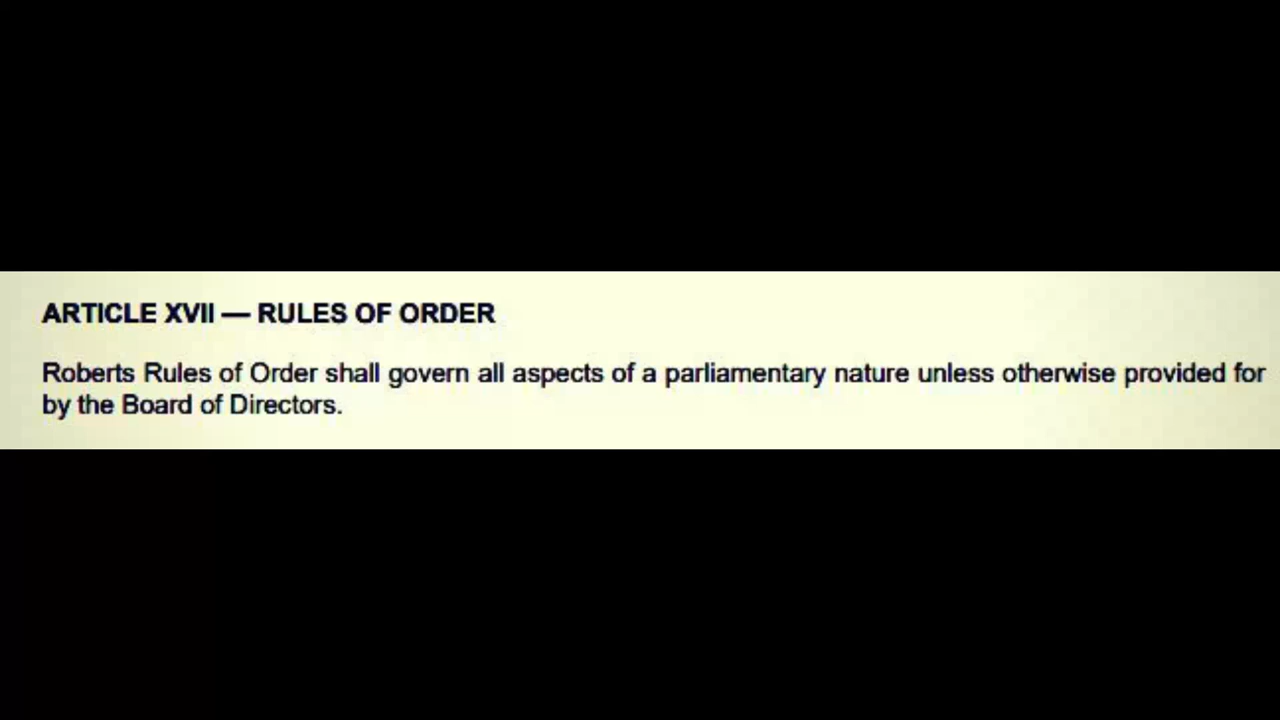 ARTICLE XVII — RULES OF ORDER
Roberts Rules of Order shall govern all aspects of a parliamentary nature unless otherwise provided for
by the Board of Directors.